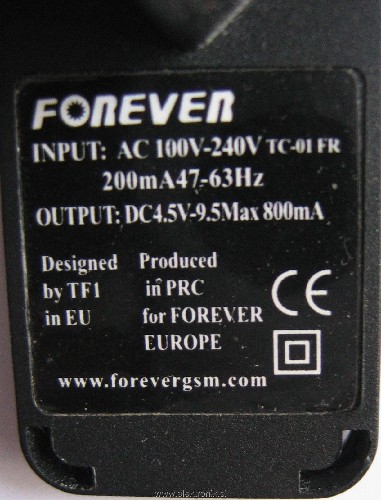 FOREVER
INPUT: AC 100V-240V TC-01 FR
200mA47-63Hz
OUTPUT: DC4.5V-9.5Max 800mA
Designed Produced
by TF1 in PRC
in EU for FOREVER
EUROPE
CE
www.forevergsm.com